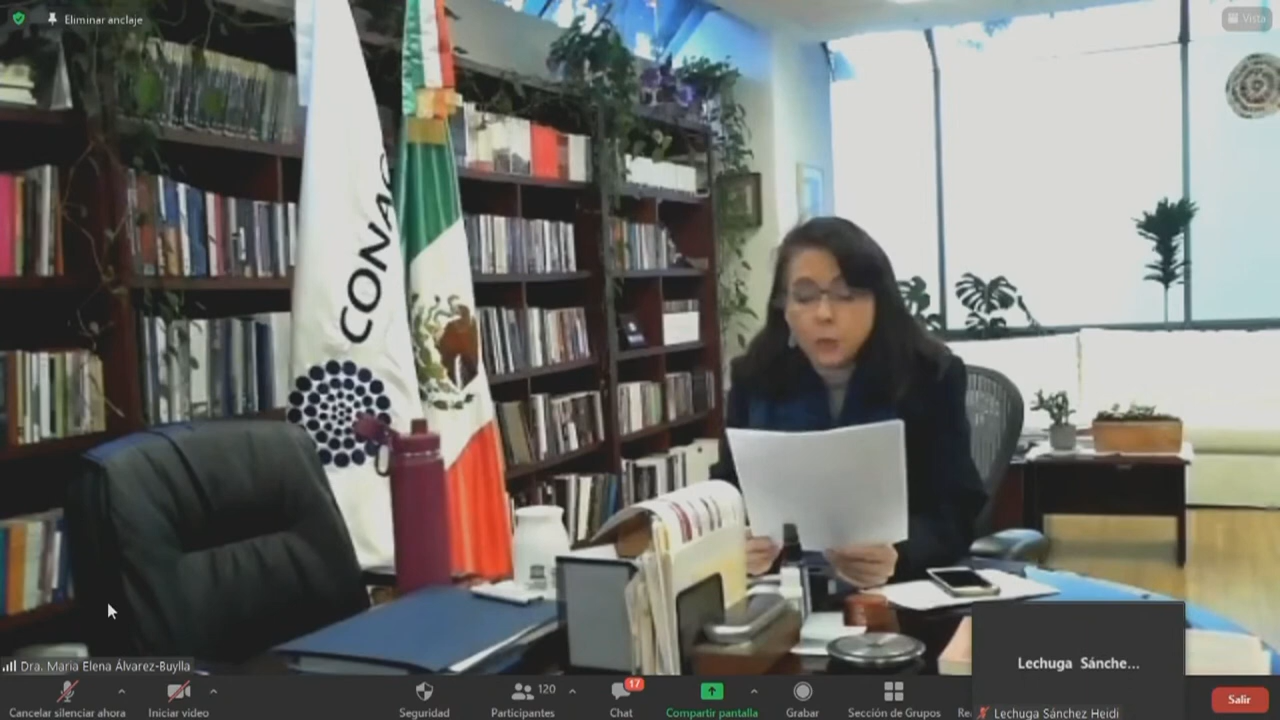 Eliminar anclaje
Vista
CONAC
Dra. Maria Elena Álvarez-Buylla
Lechuga Sánche...
Lechuga Sánchez Heidi
Cancelar silenciar ahora
Iniciar video
Seguridad
120
Participantes
17
Chat
Compartir pantalla
Grabar
Sección de Grupos
Re
Salir